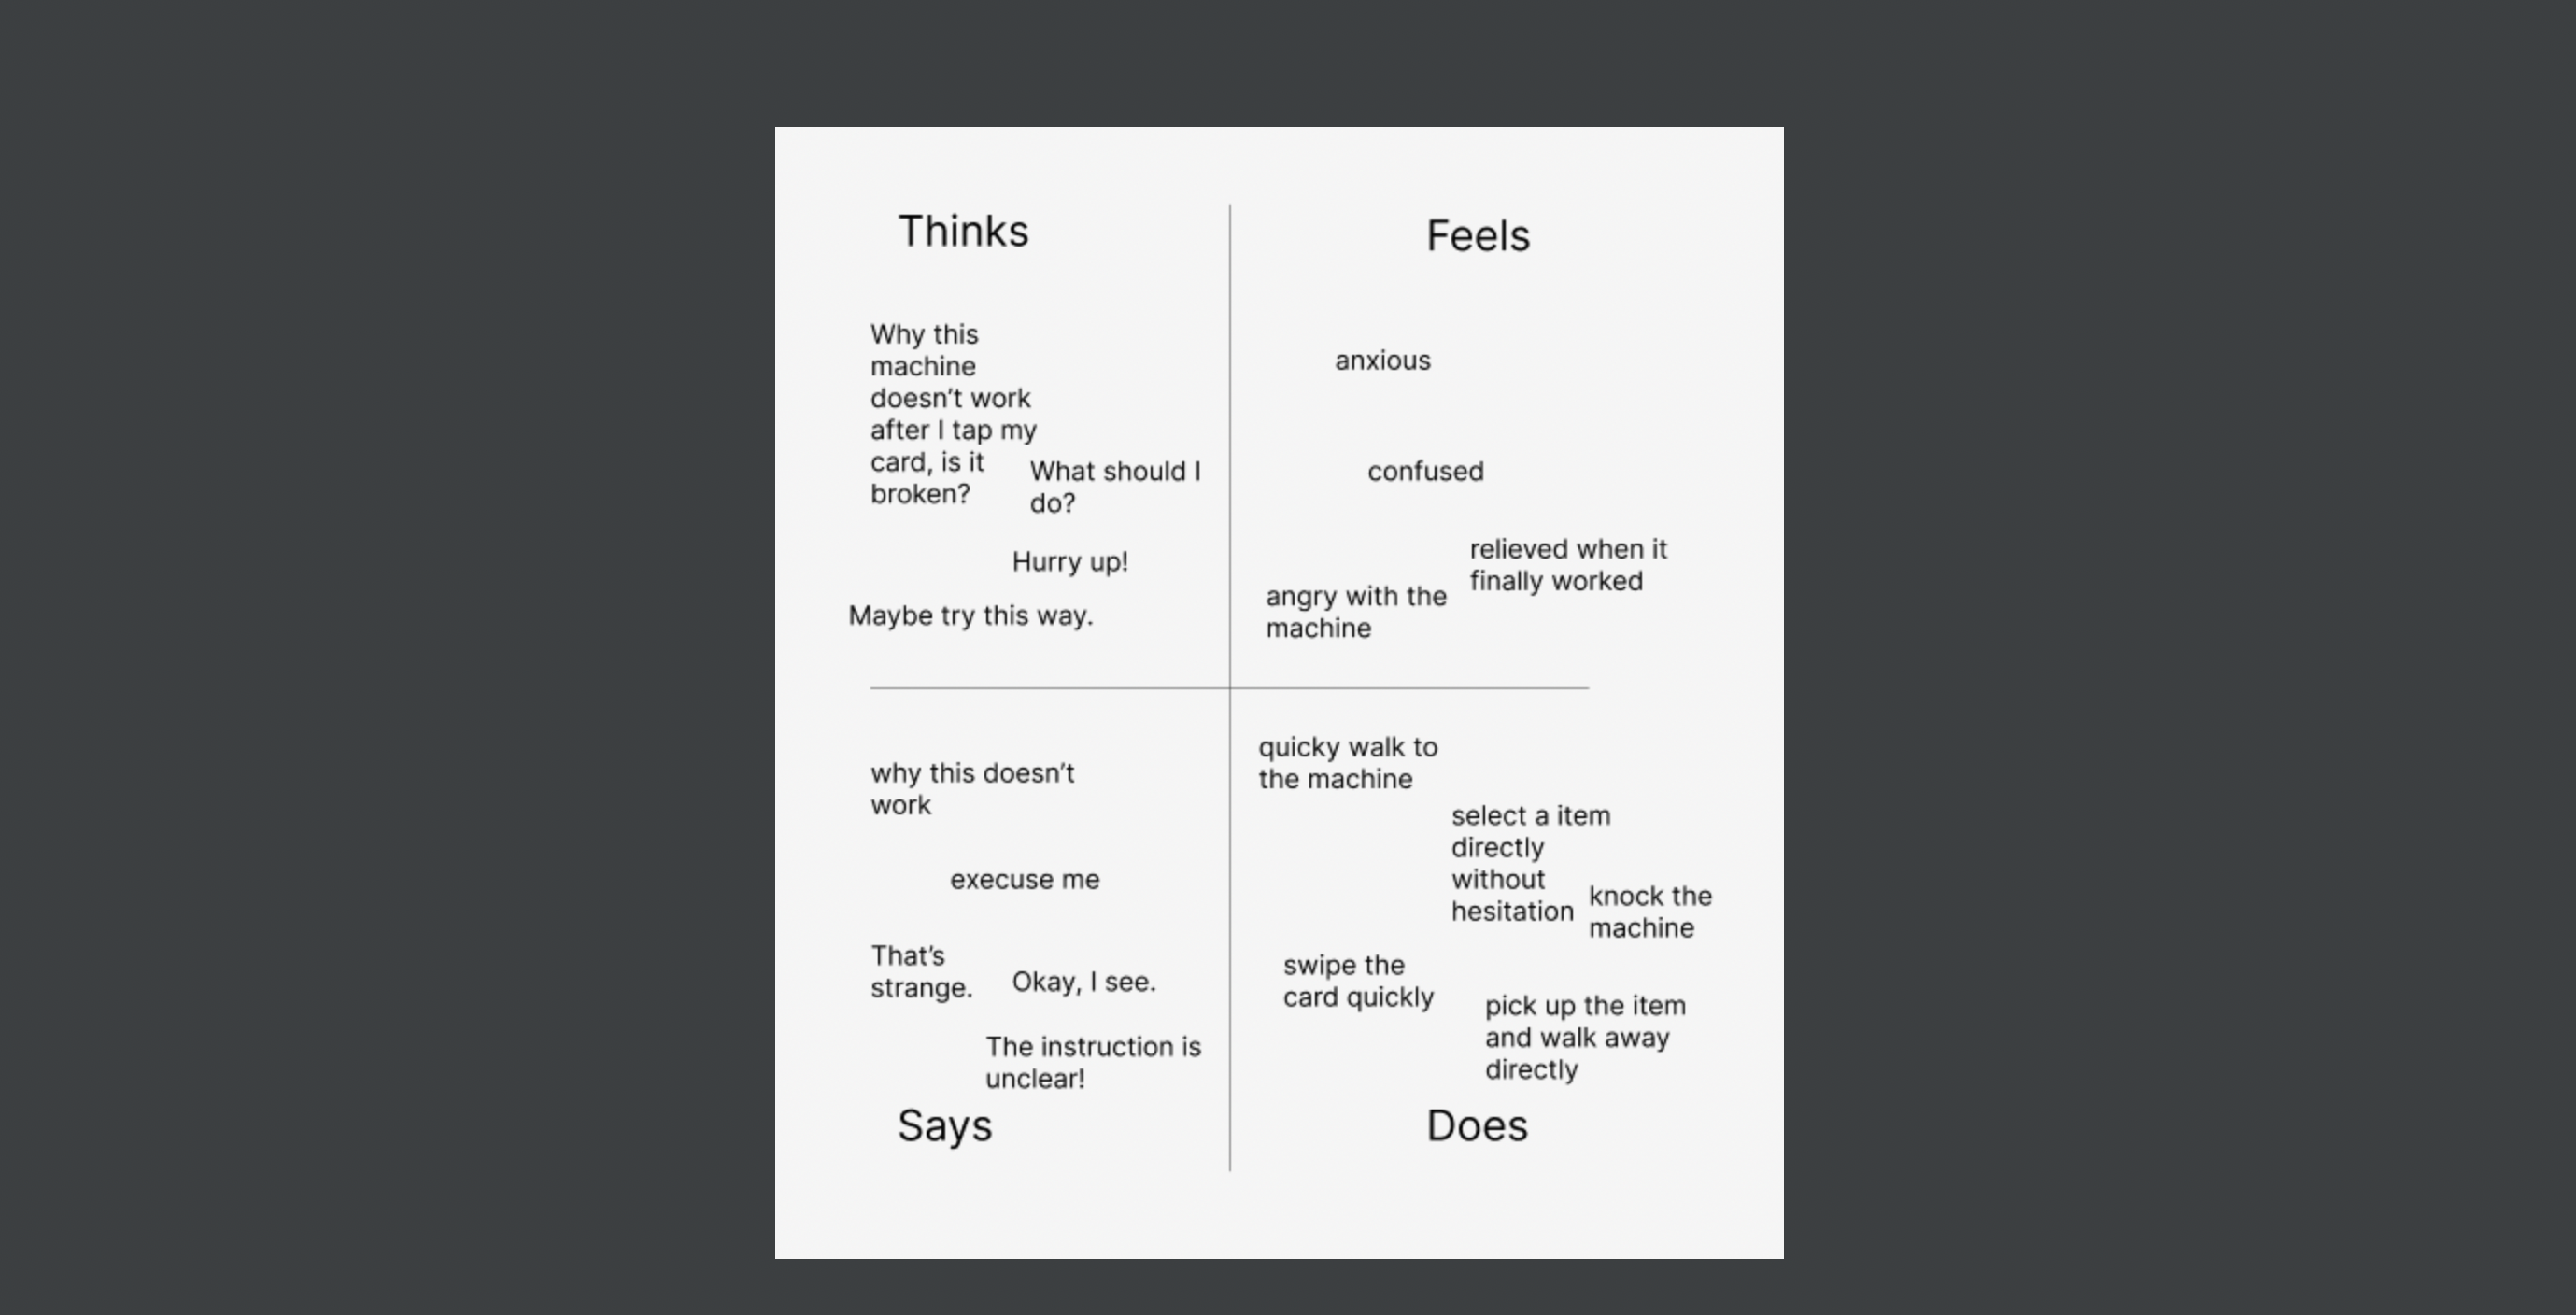 Thinks
Why this
machine
doesn’t work
after I tap my
card, is it
broken?
What should I
do?
Hurry up!
Maybe try this way.
Feels
anxious
confused
relieved when it
finally worked
angry with the
machine
why this doesn’t
work
execuse me
That’s
strange.
Okay, I see.
The instruction is
unclear!
Says
quicky walk to
the machine
select a item
directly
without
hesitation
knock the
machine
swipe the
card quickly
pick up the item
and walk away
directly
Does